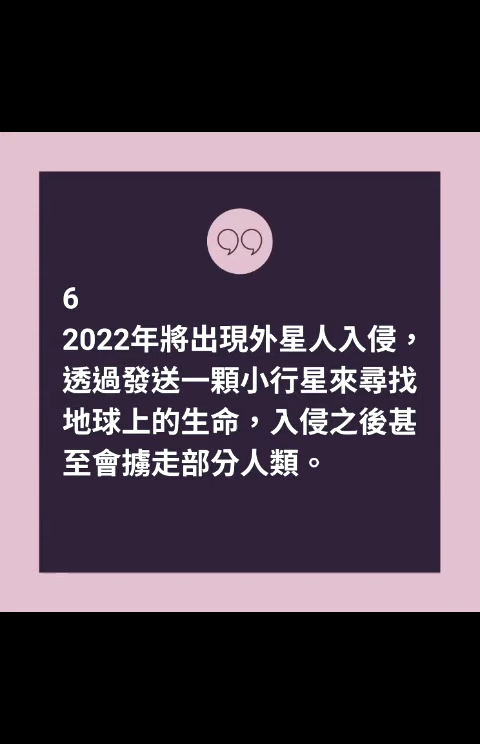 6
2022年將出現外星人入侵，
透過發送一顆小行星來尋找
地球上的生命，入侵之後甚
至會擄走部分人類。